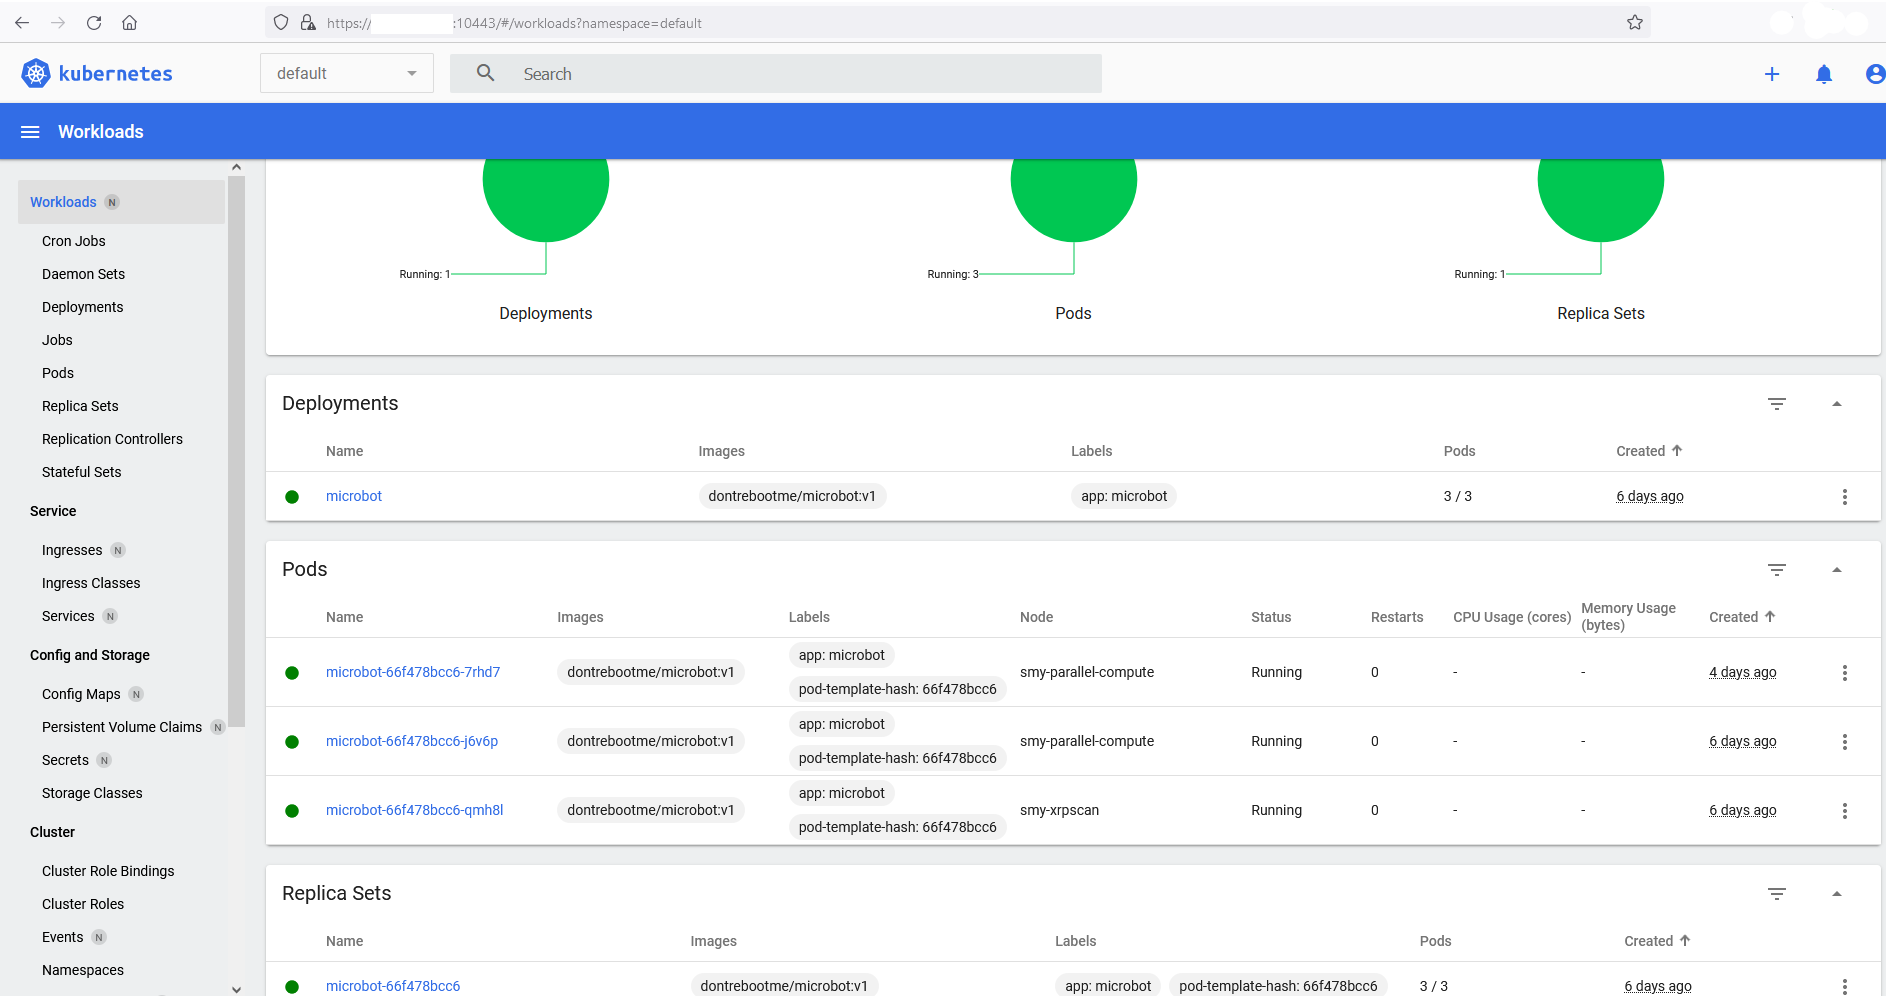 https:// :10443/#/workloads?namespace=default
kubernetes
default
Search
Workloads
Workloads N
Cron Jobs
Daemon Sets
Deployments
Jobs
Pods
Replica Sets
Replication Controllers
Stateful Sets
Service
Ingresses N
Ingress Classes
Services N
Config and Storage
Config Maps N
Persistent Volume Claims N
Secrets N
Storage Classes
Cluster
Cluster Role Bindings
Cluster Roles
Events N
Namespaces
Running: 1
Deployments
Running: 3
Pods
Running: 1
Replica Sets
Deployments
Name Images Labels Pods Created
microbot dontrebootme/microbot:v1 app: microbot 3 / 3 6 days ago
Pods
Name Images Labels Node Status Restarts CPU Usage (cores) Memory Usage (bytes) Created
microbot-66f478bcc6-7rhd7 dontrebootme/microbot:v1 app: microbot pod-template-hash: 66f478bcc6 smy-parallel-compute Running 0 - - 4 days ago
microbot-66f478bcc6-j6v6p dontrebootme/microbot:v1 app: microbot pod-template-hash: 66f478bcc6 smy-parallel-compute Running 0 - - 6 days ago
microbot-66f478bcc6-qmh8l dontrebootme/microbot:v1 app: microbot pod-template-hash: 66f478bcc6 smy-xrpscan Running 0 - - 6 days ago
Replica Sets
Name Images Labels Pods Created
microbot-66f478bcc6 dontrebootme/microbot:v1 app: microbot pod-template-hash: 66f478bcc6 3 / 3 6 days ago